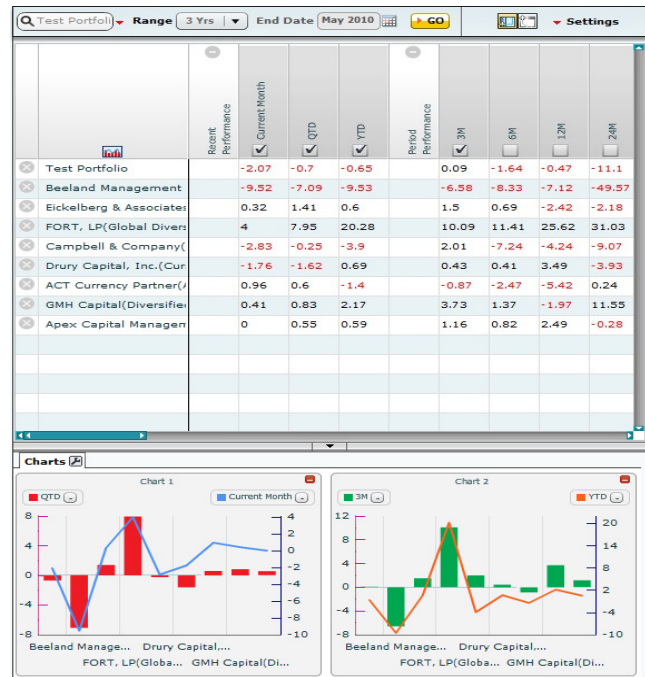 Test Portfoli Range 3 Yrs End Date May 2010 GO Settings
Recent Performance Current Month QTD YTD Period Performance 3M 6M 12M 24M
Test Portfolio -2.07 -0.7 -0.65 0.09 -1.64 -0.47 -11.1
Beeland Management -9.52 -7.09 -9.53 -6.58 -8.33 -7.12 -49.57
Eickelberg & Associates 0.32 1.41 0.6 1.5 0.69 -2.42 -2.18
FORT, LP(Global Divers 4 7.95 20.28 10.09 11.41 25.62 31.03
Campbell & Company( -2.83 -0.25 -3.9 2.01 -7.24 -4.24 -9.07
Drury Capital, Inc.(Cur -1.76 -1.62 0.69 0.43 0.41 3.49 -3.93
ACT Currency Partner(A 0.96 0.6 -1.4 -0.87 -2.47 -5.42 0.24
GMH Capital(Diversifie 0.41 0.83 2.17 3.73 1.37 -1.97 11.55
Apex Capital Managem 0 0.55 0.59 1.16 0.82 2.49 -0.28
Charts
Chart 1
QTD Current Month
8 4 0 -4 -8
4 2 0 -2 -4 -6 -8 -10
Beeland Manage... Drury Capital,...
FORT, LP(Globa... GMH Capital(Di...
Chart 2
3M YTD
12 8 4 0 -4 -8
20 14 8 2 -4 -10
Beeland Manage... Drury Capital,...
FORT, LP(Globa... GMH Capital(Di...